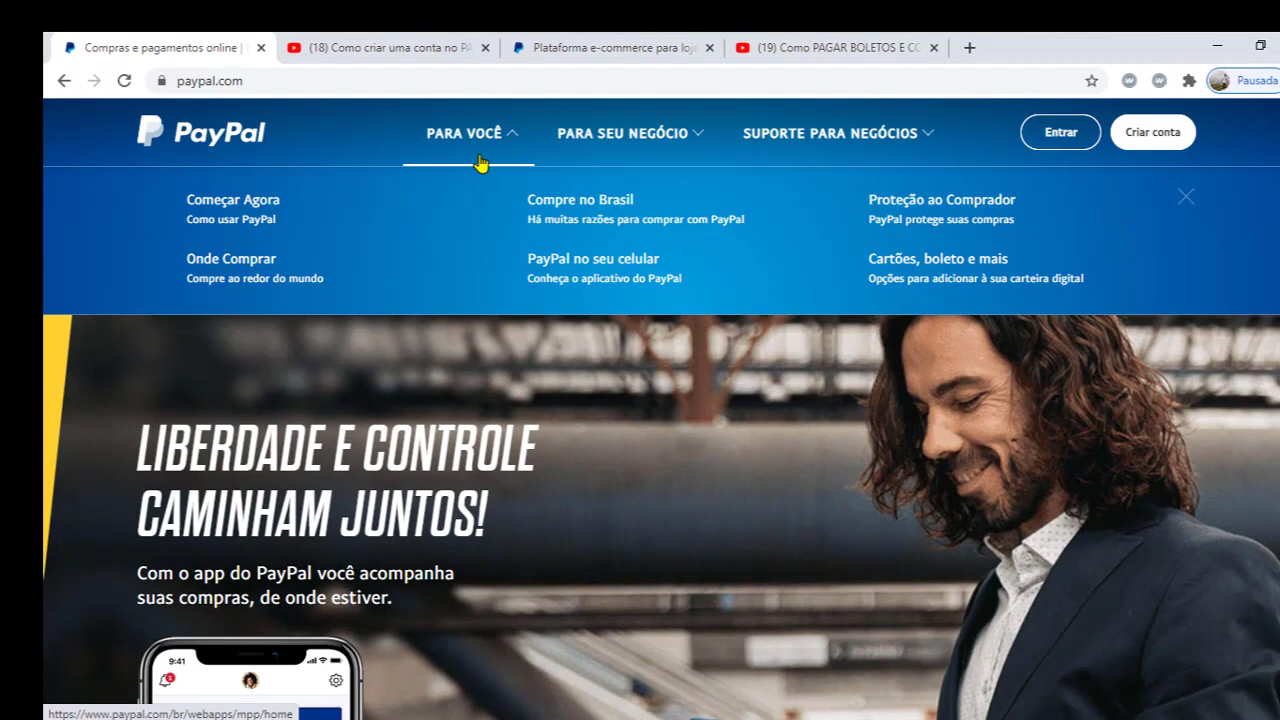 Compras e pagamentos online |
(18) Como criar uma conta no PA
Plataforma e-commerce para loja
(19) Como PAGAR BOLETOS E CO
paypal.com
Pausada
PayPal
PARA VOCÊ
PARA SEU NEGÓCIO
SUPORTE PARA NEGÓCIOS
Entrar
Criar conta
Começar Agora
Como usar PayPal
Compre no Brasil
Há muitas razões para comprar com PayPal
Proteção ao Comprador
PayPal protege suas compras
Onde Comprar
Compre ao redor do mundo
PayPal no seu celular
Conheça o aplicativo do PayPal
Cartões, boleto e mais
Opções para adicionar à sua carteira digital
LIBERDADE E CONTROLE
CAMINHAM JUNTOS!
Com o app do PayPal você acompanha
suas compras, de onde estiver.
9:41
1
https://www.paypal.com/br/webapps/mpp/home